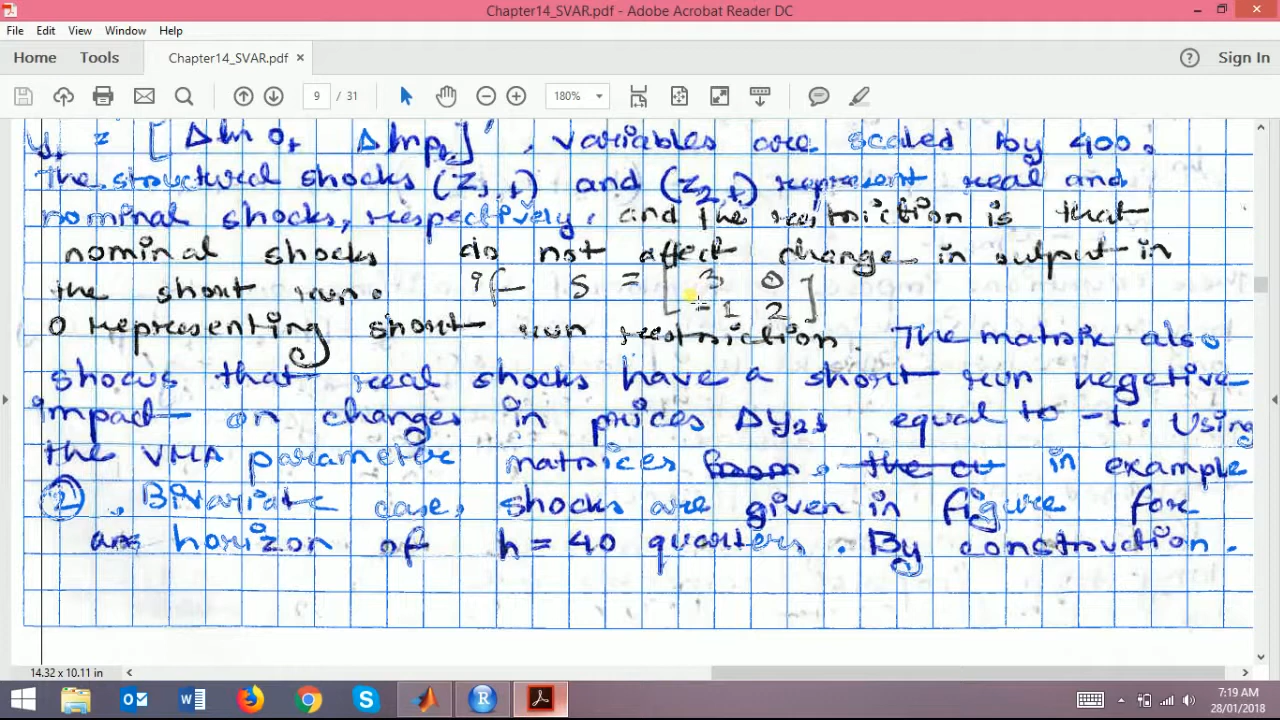 Chapter14_SVAR.pdf - Adobe Acrobat Reader DC
File Edit View Window Help
Home Tools Chapter14_SVAR.pdf × Sign In
9 / 31 180%
yt = [Δln ot Δlnpt]', variables are scaled by 400.
The structural shocks (z1,t) and (z2,t) represent real and
nominal shocks, respectively, and the restriction is that
nominal shocks do not affect change in output in
the short run. If S = [3 0
-1 2]
0 representing short run restriction. The matrix also
shows that real shocks have a short run negative
impact on changes in prices ΔY2t equal to -1. Using
the VMA parameter matrices in example
②. Bivariate case, shocks are given in figure for
horizon of h = 40 quarters. By construction.
14.32 x 10.11 in
7:19 AM
28/01/2018